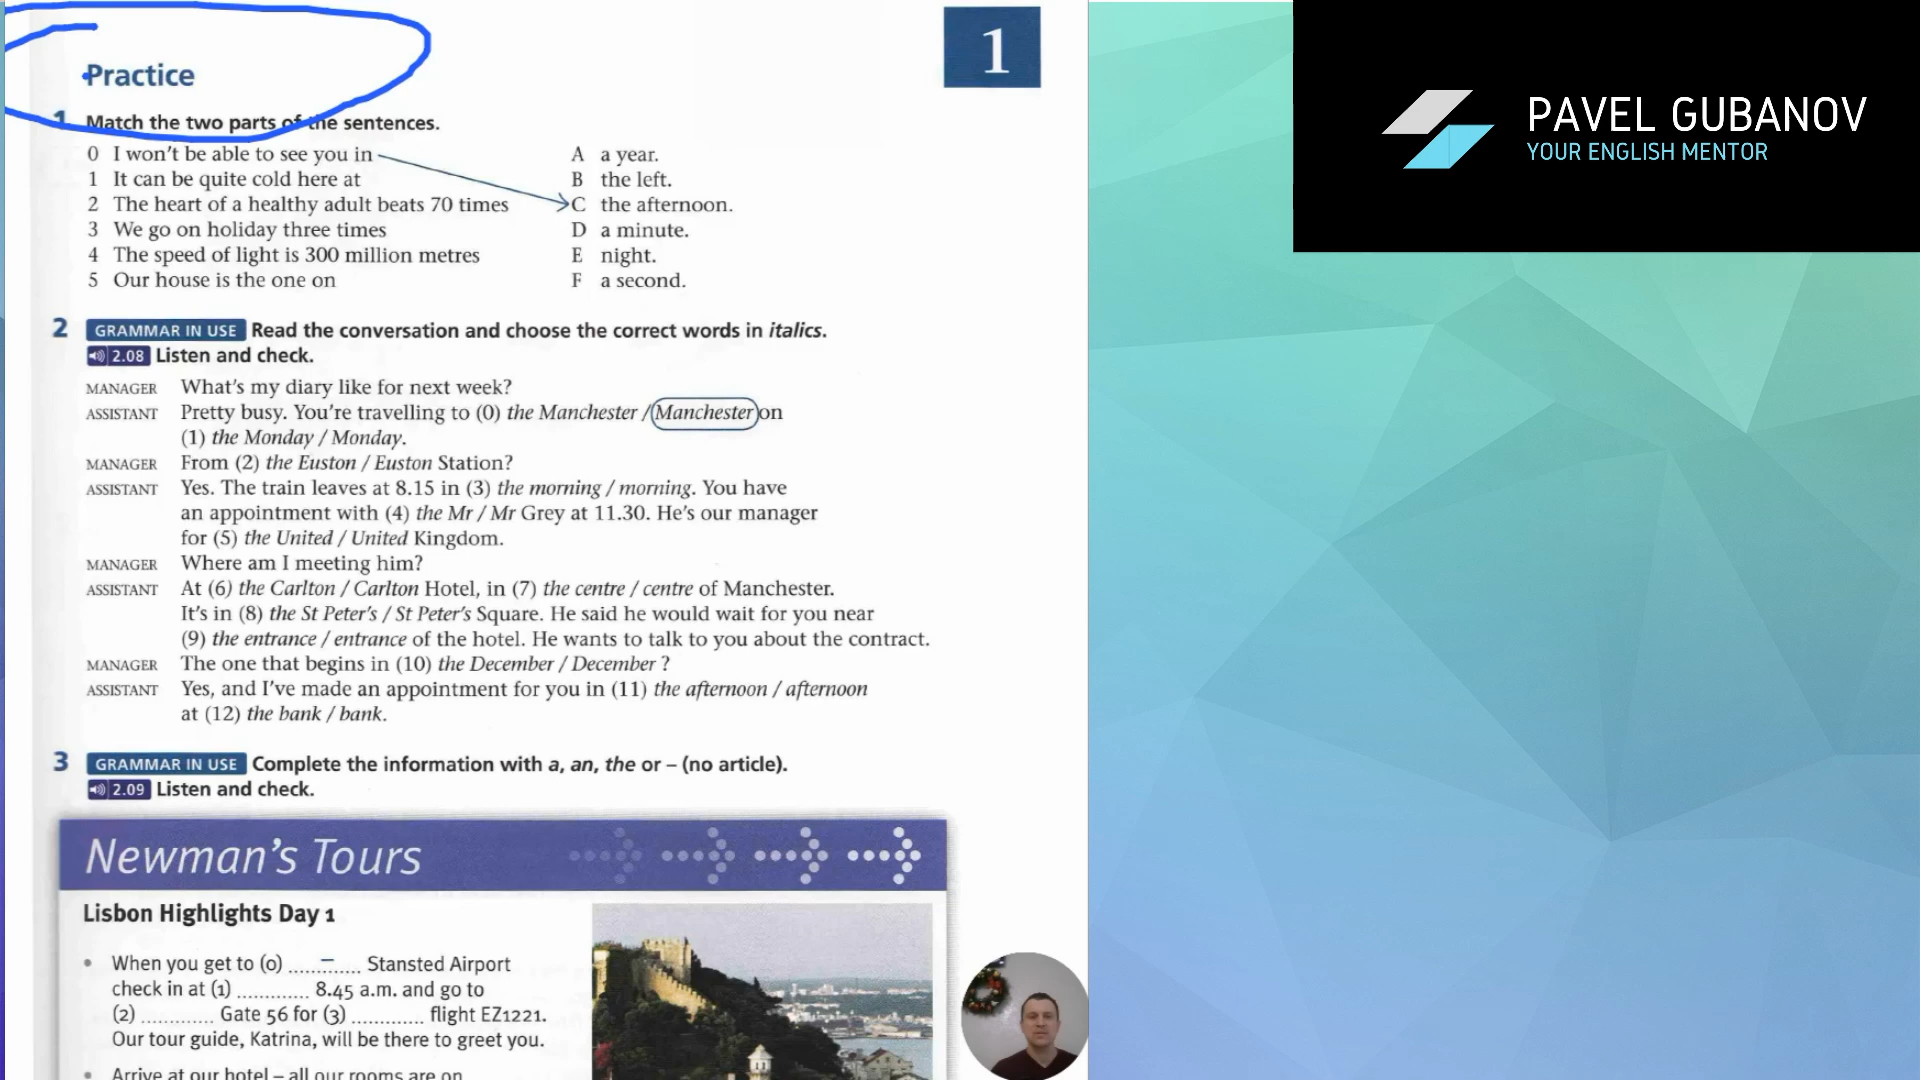 Practice
1
1 Match the two parts of the sentences.
0 I won't be able to see you in
1 It can be quite cold here at
2 The heart of a healthy adult beats 70 times
3 We go on holiday three times
4 The speed of light is 300 million metres
5 Our house is the one on
A a year.
B the left.
C the afternoon.
D a minute.
E night.
F a second.
2 GRAMMAR IN USE Read the conversation and choose the correct words in italics.
2.08 Listen and check.
MANAGER What's my diary like for next week?
ASSISTANT Pretty busy. You're travelling to (0) the Manchester / Manchester on
(1) the Monday / Monday.
MANAGER From (2) the Euston / Euston Station?
ASSISTANT Yes. The train leaves at 8.15 in (3) the morning / morning. You have
an appointment with (4) the Mr / Mr Grey at 11.30. He's our manager
for (5) the United / United Kingdom.
MANAGER Where am I meeting him?
ASSISTANT At (6) the Carlton / Carlton Hotel, in (7) the centre / centre of Manchester.
It's in (8) the St Peter's / St Peter's Square. He said he would wait for you near
(9) the entrance / entrance of the hotel. He wants to talk to you about the contract.
MANAGER The one that begins in (10) the December / December ?
ASSISTANT Yes, and I've made an appointment for you in (11) the afternoon / afternoon
at (12) the bank / bank.
3 GRAMMAR IN USE Complete the information with a, an, the or – (no article).
2.09 Listen and check.
Newman's Tours
Lisbon Highlights Day 1
• When you get to (0) ......–...... Stansted Airport
check in at (1) ............ 8.45 a.m. and go to
(2) ............ Gate 56 for (3) ............ flight EZ1221.
Our tour guide, Katrina, will be there to greet you.
• Arrive at our hotel – all our rooms are on
PAVEL GUBANOV
YOUR ENGLISH MENTOR